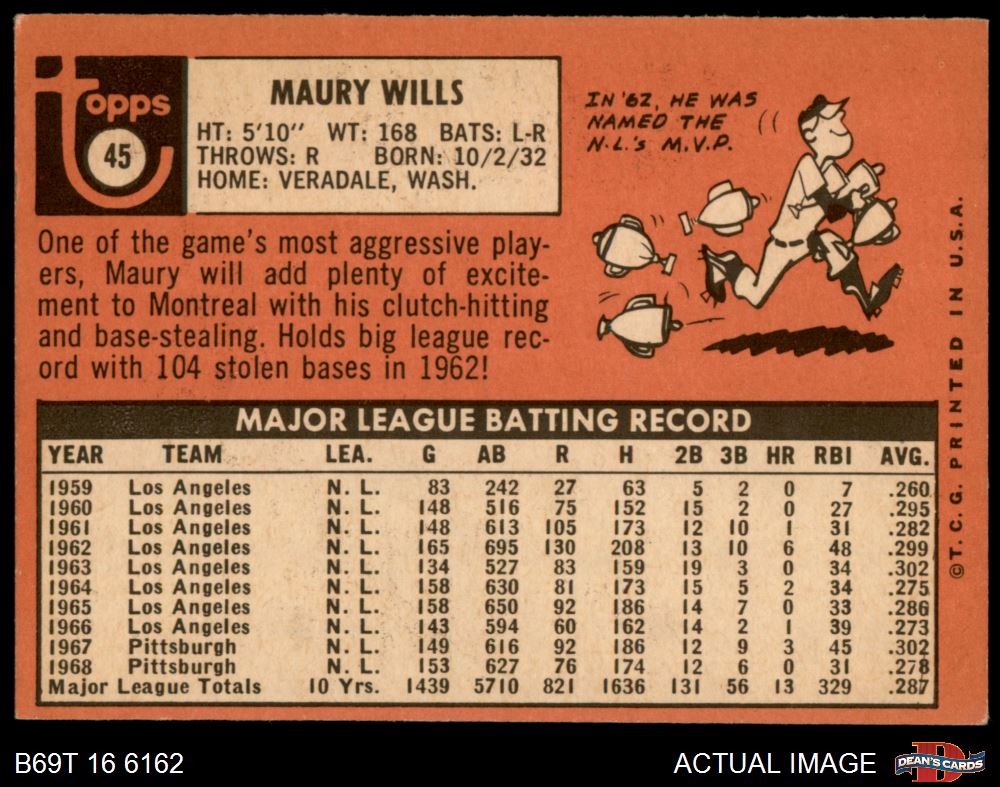 topps
45
MAURY WILLS
HT: 5'10" WT: 168 BATS: L-R
THROWS: R BORN: 10/2/32
HOME: VERADALE, WASH.
IN '62, HE WAS
NAMED THE
N.L.'s M.V.P.
One of the game's most aggressive play-
ers, Maury will add plenty of excite-
ment to Montreal with his clutch-hitting
and base-stealing. Holds big league rec-
ord with 104 stolen bases in 1962!
MAJOR LEAGUE BATTING RECORD
YEAR TEAM LEA. G AB R H 2B 3B HR RBI AVG.
1959 Los Angeles N. L. 83 242 27 63 5 2 0 7 .260
1960 Los Angeles N. L. 148 516 75 152 15 2 0 27 .295
1961 Los Angeles N. L. 148 613 105 173 12 10 1 31 .282
1962 Los Angeles N. L. 165 695 130 208 13 10 6 48 .299
1963 Los Angeles N. L. 134 527 83 159 19 3 0 34 .302
1964 Los Angeles N. L. 158 630 81 173 15 5 2 34 .275
1965 Los Angeles N. L. 158 650 92 186 14 7 0 33 .286
1966 Los Angeles N. L. 143 594 60 162 14 2 1 39 .273
1967 Pittsburgh N. L. 149 616 92 186 12 9 3 45 .302
1968 Pittsburgh N. L. 153 627 76 174 12 6 0 31 .278
Major League Totals 10 Yrs. 1439 5710 821 1636 131 56 13 329 .287
©T. C. G. PRINTED IN U.S.A.
B69T 16 6162
ACTUAL IMAGE
DEAN'S CARDS